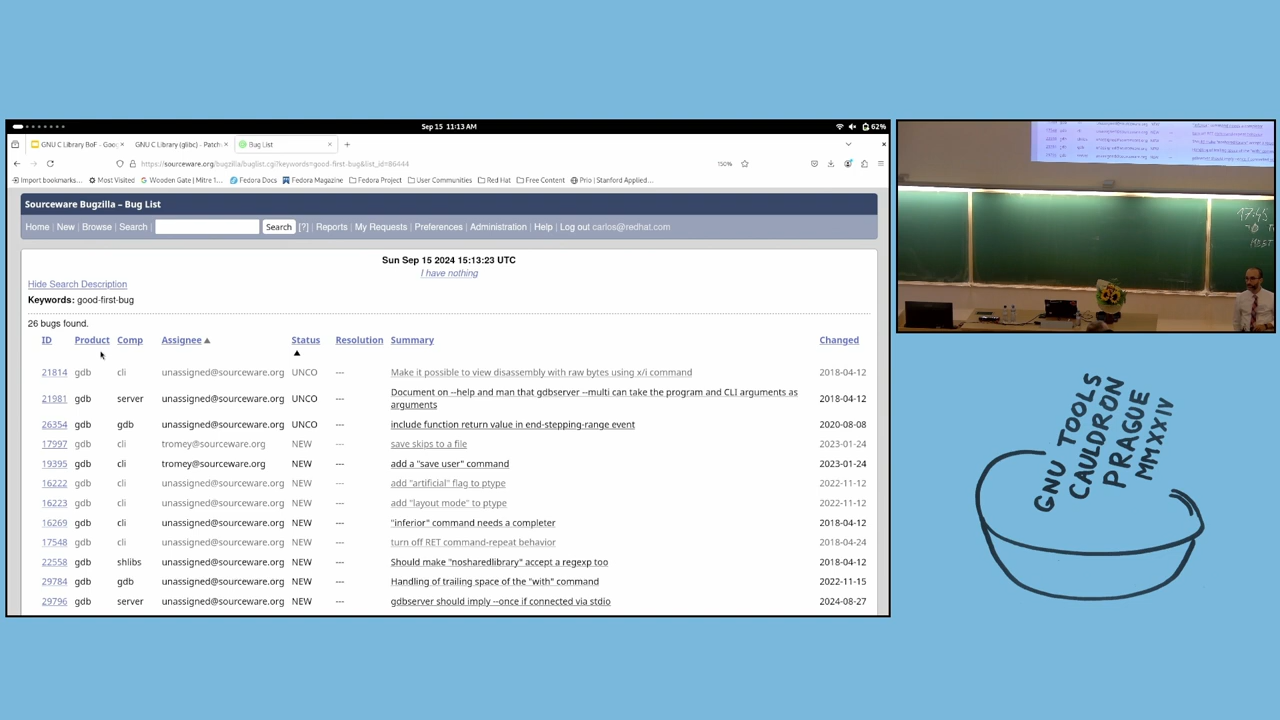 Sep 15 11:13 AM
62%
GNU C Library BoF - Goo
GNU C Library (glibc) - Patch
Bug List
https://sourceware.org/bugzilla/buglist.cgi?keywords=good-first-bug&list_id=86444
150%
Import bookmarks... Most Visited Wooden Gate | Mitre 1... Fedora Docs Fedora Magazine Fedora Project User Communities Red Hat Free Content Prio | Stanford Applied...
Sourceware Bugzilla – Bug List
Home | New | Browse | Search | Search [?] | Reports | My Requests | Preferences | Administration | Help | Log out carlos@redhat.com
Sun Sep 15 2024 15:13:23 UTC
I have nothing
Hide Search Description
Keywords: good-first-bug
26 bugs found.
ID Product Comp Assignee ▲ Status Resolution Summary Changed
▲
21814 gdb cli unassigned@sourceware.org UNCO --- Make it possible to view disassembly with raw bytes using x/i command 2018-04-12
21981 gdb server unassigned@sourceware.org UNCO --- Document on --help and man that gdbserver --multi can take the program and CLI arguments as arguments 2018-04-12
26354 gdb gdb unassigned@sourceware.org UNCO --- include function return value in end-stepping-range event 2020-08-08
17997 gdb cli tromey@sourceware.org NEW --- save skips to a file 2023-01-24
19395 gdb cli tromey@sourceware.org NEW --- add a "save user" command 2023-01-24
16222 gdb cli unassigned@sourceware.org NEW --- add "artificial" flag to ptype 2022-11-12
16223 gdb cli unassigned@sourceware.org NEW --- add "layout mode" to ptype 2022-11-12
16269 gdb cli unassigned@sourceware.org NEW --- "inferior" command needs a completer 2018-04-12
17548 gdb cli unassigned@sourceware.org NEW --- turn off RET command-repeat behavior 2018-04-24
22558 gdb shlibs unassigned@sourceware.org NEW --- Should make "nosharedlibrary" accept a regexp too 2018-04-12
29784 gdb gdb unassigned@sourceware.org NEW --- Handling of trailing space of the "with" command 2022-11-15
29796 gdb server unassigned@sourceware.org NEW --- gdbserver should imply --once if connected via stdio 2024-08-27
17:45
GNU TOOLS
CAULDRON
PRAGUE
MMXXIV